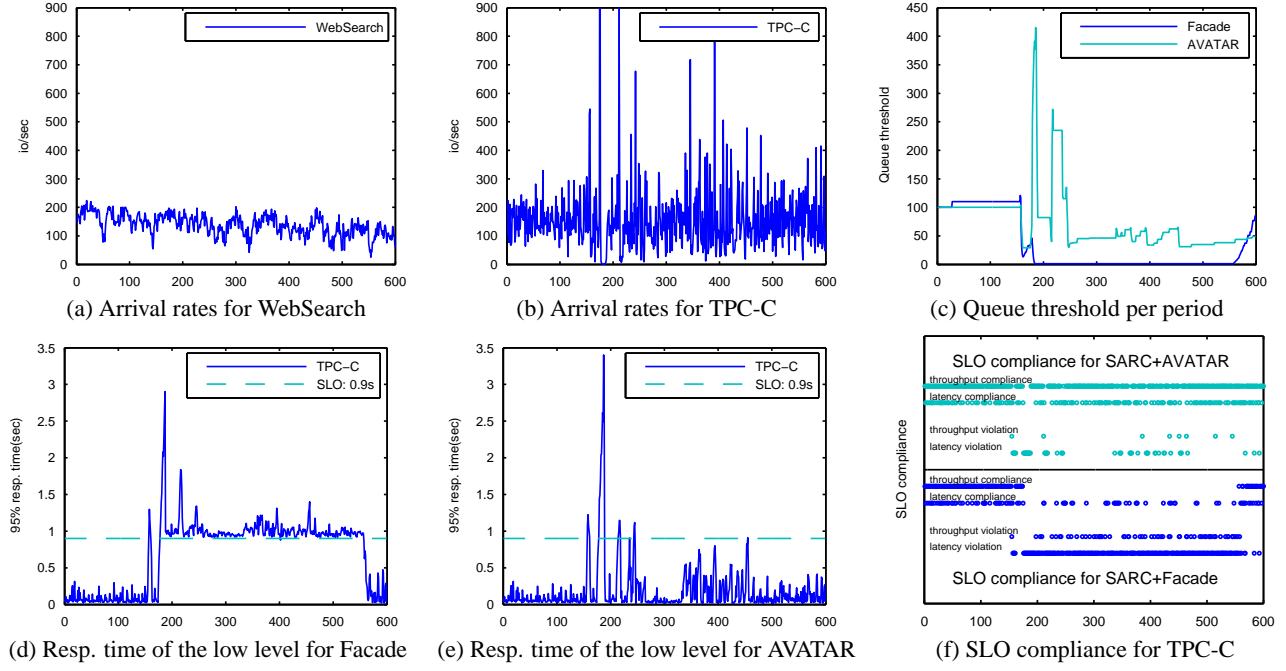 900
800
700
600
500
400
300
200
100
0
io/sec
WebSearch
0 100 200 300 400 500 600
(a) Arrival rates for WebSearch
900
800
700
600
500
400
300
200
100
0
io/sec
TPC−C
0 100 200 300 400 500 600
(b) Arrival rates for TPC-C
450
400
350
300
250
200
150
100
50
0
Queue threshold
Facade
AVATAR
0 100 200 300 400 500 600
(c) Queue threshold per period
3.5
3
2.5
2
1.5
1
0.5
0
95% resp. time(sec)
TPC−C
SLO: 0.9s
0 100 200 300 400 500 600
(d) Resp. time of the low level for Facade
3.5
3
2.5
2
1.5
1
0.5
0
95% resp. time(sec)
TPC−C
SLO: 0.9s
0 100 200 300 400 500 600
(e) Resp. time of the low level for AVATAR
SLO compliance
SLO compliance for SARC+AVATAR
throughput compliance
latency compliance
throughput violation
latency violation
throughput compliance
latency compliance
throughput violation
latency violation
SLO compliance for SARC+Facade
0 100 200 300 400 500 600
(f) SLO compliance for TPC-C